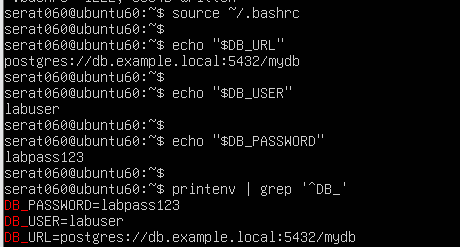 serat060@ubuntu60:~$ source ~/.bashrc
serat060@ubuntu60:~$
serat060@ubuntu60:~$ echo "$DB_URL"
postgres://db.example.local:5432/mydb
serat060@ubuntu60:~$
serat060@ubuntu60:~$ echo "$DB_USER"
labuser
serat060@ubuntu60:~$
serat060@ubuntu60:~$ echo "$DB_PASSWORD"
labpass123
serat060@ubuntu60:~$
serat060@ubuntu60:~$ printenv | grep '^DB_'
DB_PASSWORD=labpass123
DB_USER=labuser
DB_URL=postgres://db.example.local:5432/mydb